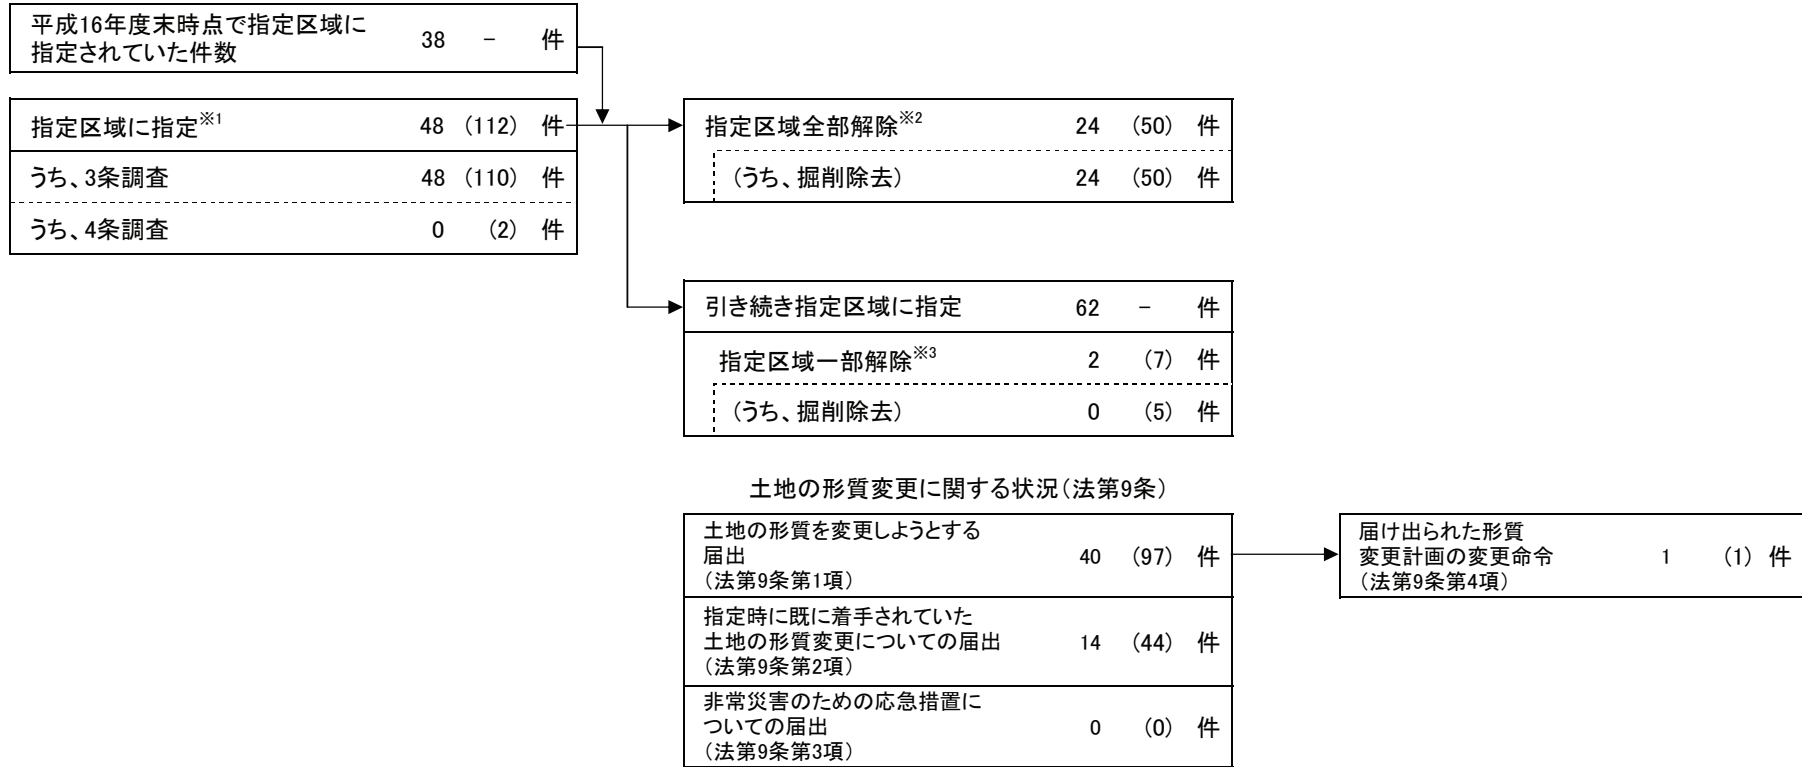 平成16年度末時点で指定区域に
指定されていた件数 38 － 件
指定区域に指定※1 48 (112) 件
うち、3条調査 48 (110) 件
うち、4条調査 0 (2) 件
指定区域全部解除※2 24 (50) 件
(うち、掘削除去) 24 (50) 件
引き続き指定区域に指定 62 － 件
指定区域一部解除※3 2 (7) 件
(うち、掘削除去) 0 (5) 件
土地の形質変更に関する状況(法第9条)
土地の形質を変更しようとする
届出 40 (97) 件
(法第9条第1項)
届け出られた形質
変更計画の変更命令 1 (1) 件
(法第9条第4項)
指定時に既に着手されていた
土地の形質変更についての届出 14 (44) 件
(法第9条第2項)
非常災害のための応急措置に
ついての届出 0 (0) 件
(法第9条第3項)